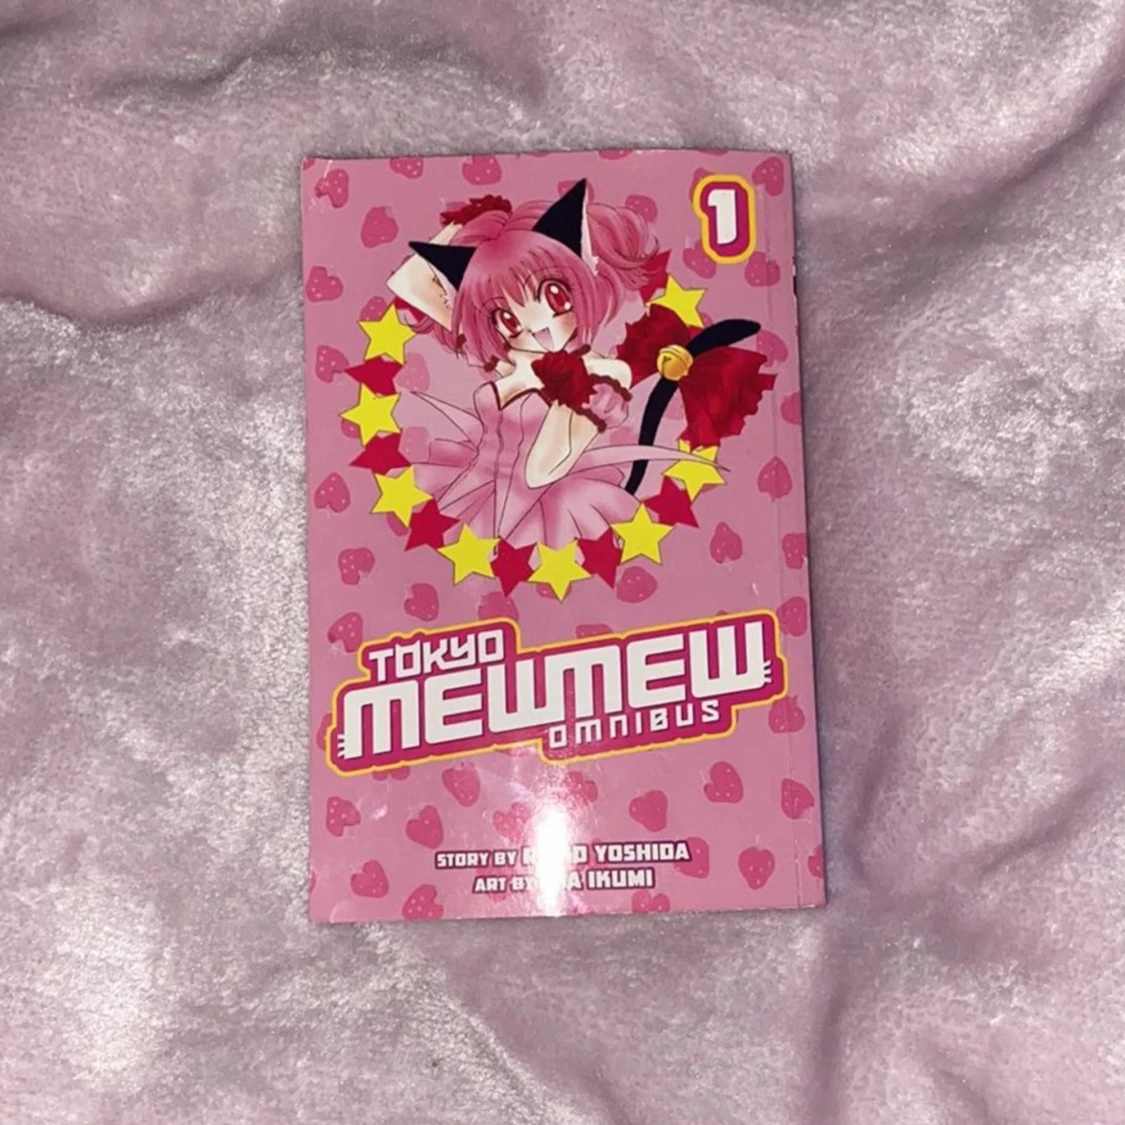 1
TOKYO
MEWMEW
OMNIBUS
STORY BY YOSHIDA
ART BY IKUMI